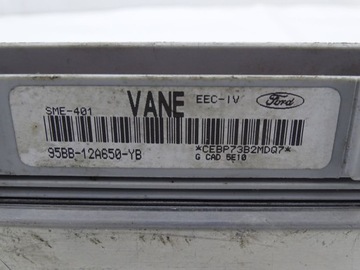 SME-401 VANE EEC-IV Ford
95BB-12A650-YB *CEBP73B2MDQ7*
G CAD 5E10